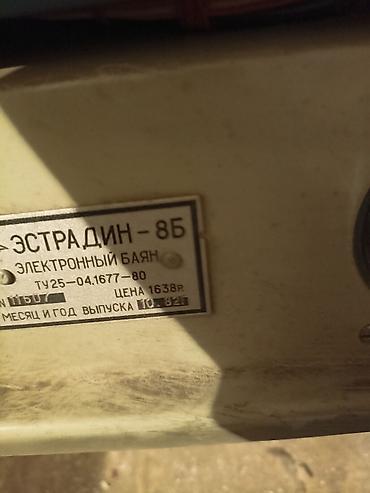 ЭСТРАДИН-8Б
ЭЛЕКТРОННЫЙ БАЯН
ТУ25-04.1677-80
N 11507 ЦЕНА 1638Р.
МЕСЯЦ И ГОД ВЫПУСКА 10.82Г